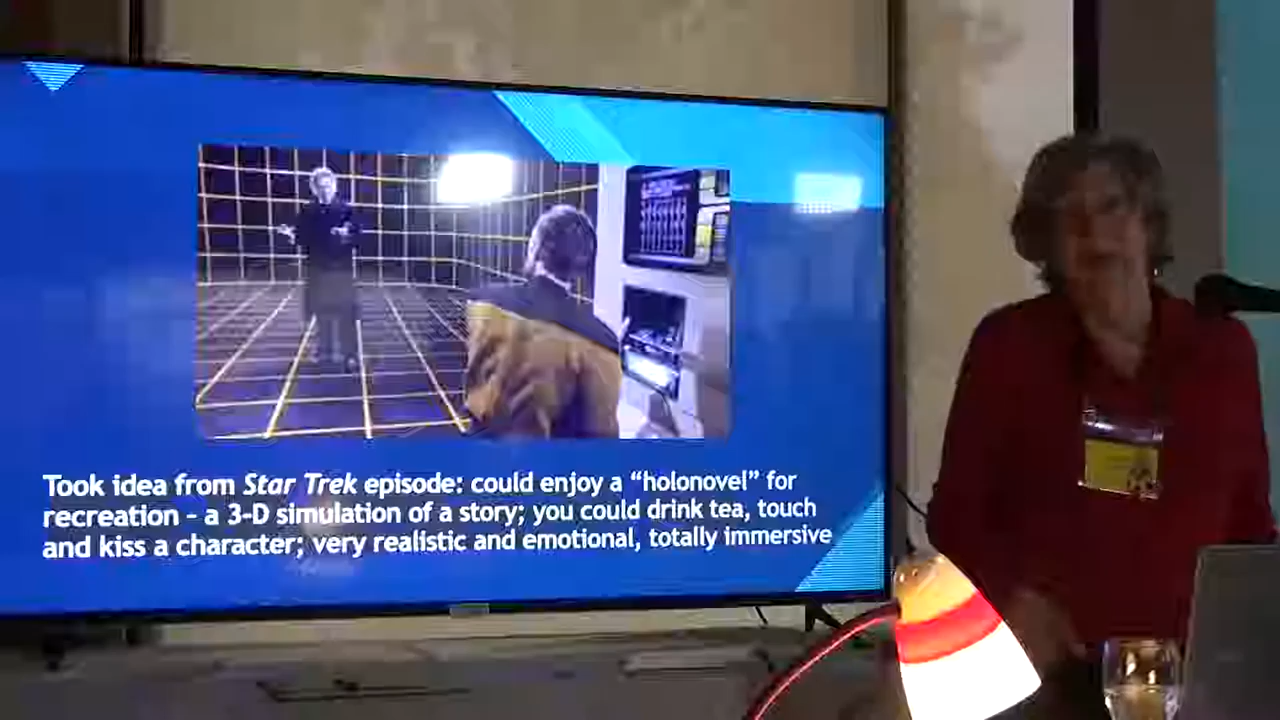 Took idea from Star Trek episode: could enjoy a “holonovel” for
recreation – a 3-D simulation of a story; you could drink tea, touch
and kiss a character; very realistic and emotional, totally immersive